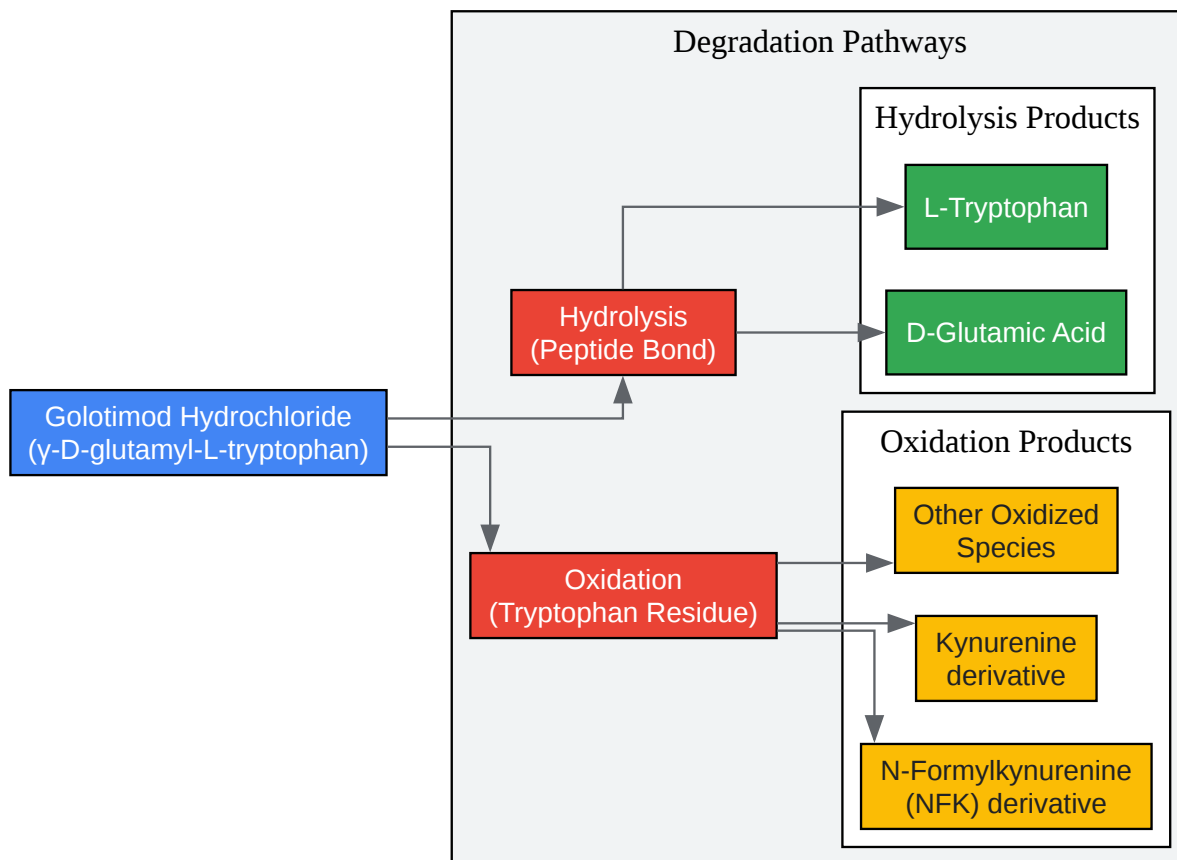 Degradation Pathways
Hydrolysis Products
L-Tryptophan
D-Glutamic Acid
Hydrolysis
(Peptide Bond)
Golotimod Hydrochloride
(γ-D-glutamyl-L-tryptophan)
Oxidation
(Tryptophan Residue)
Oxidation Products
Other Oxidized
Species
Kynurenine
derivative
N-Formylkynurenine
(NFK) derivative